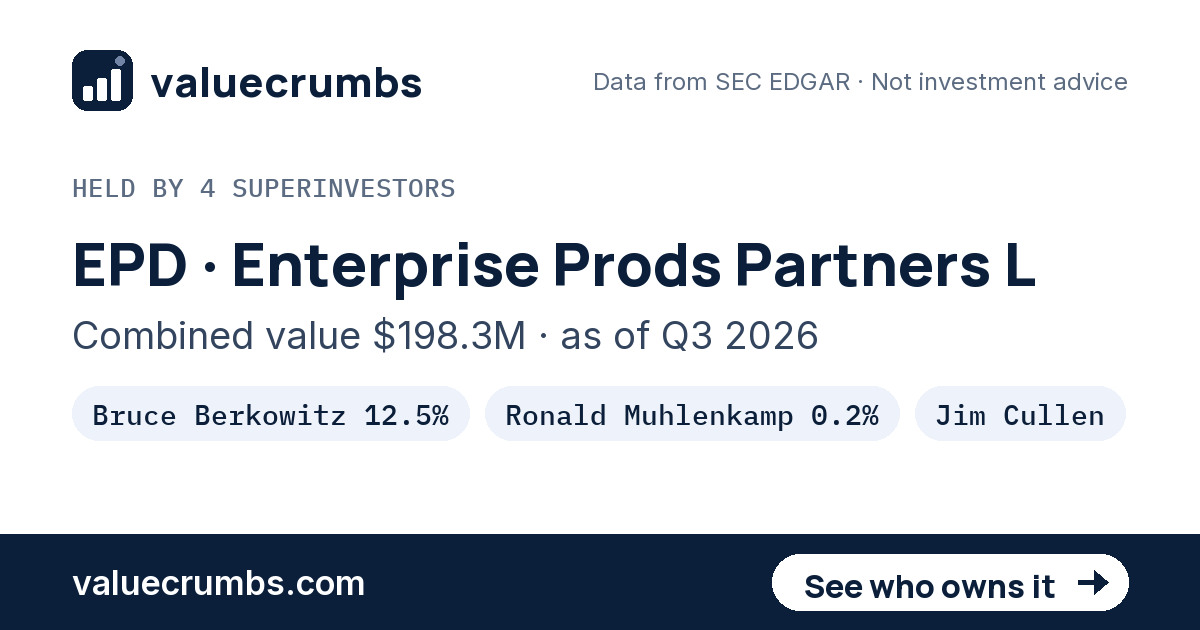 valuecrumbs
Data from SEC EDGAR · Not investment advice
HELD BY 4 SUPERINVESTORS
EPD · Enterprise Prods Partners L
Combined value $198.3M · as of Q3 2026
Bruce Berkowitz 12.5%
Ronald Muhlenkamp 0.2%
Jim Cullen
valuecrumbs.com
See who owns it →